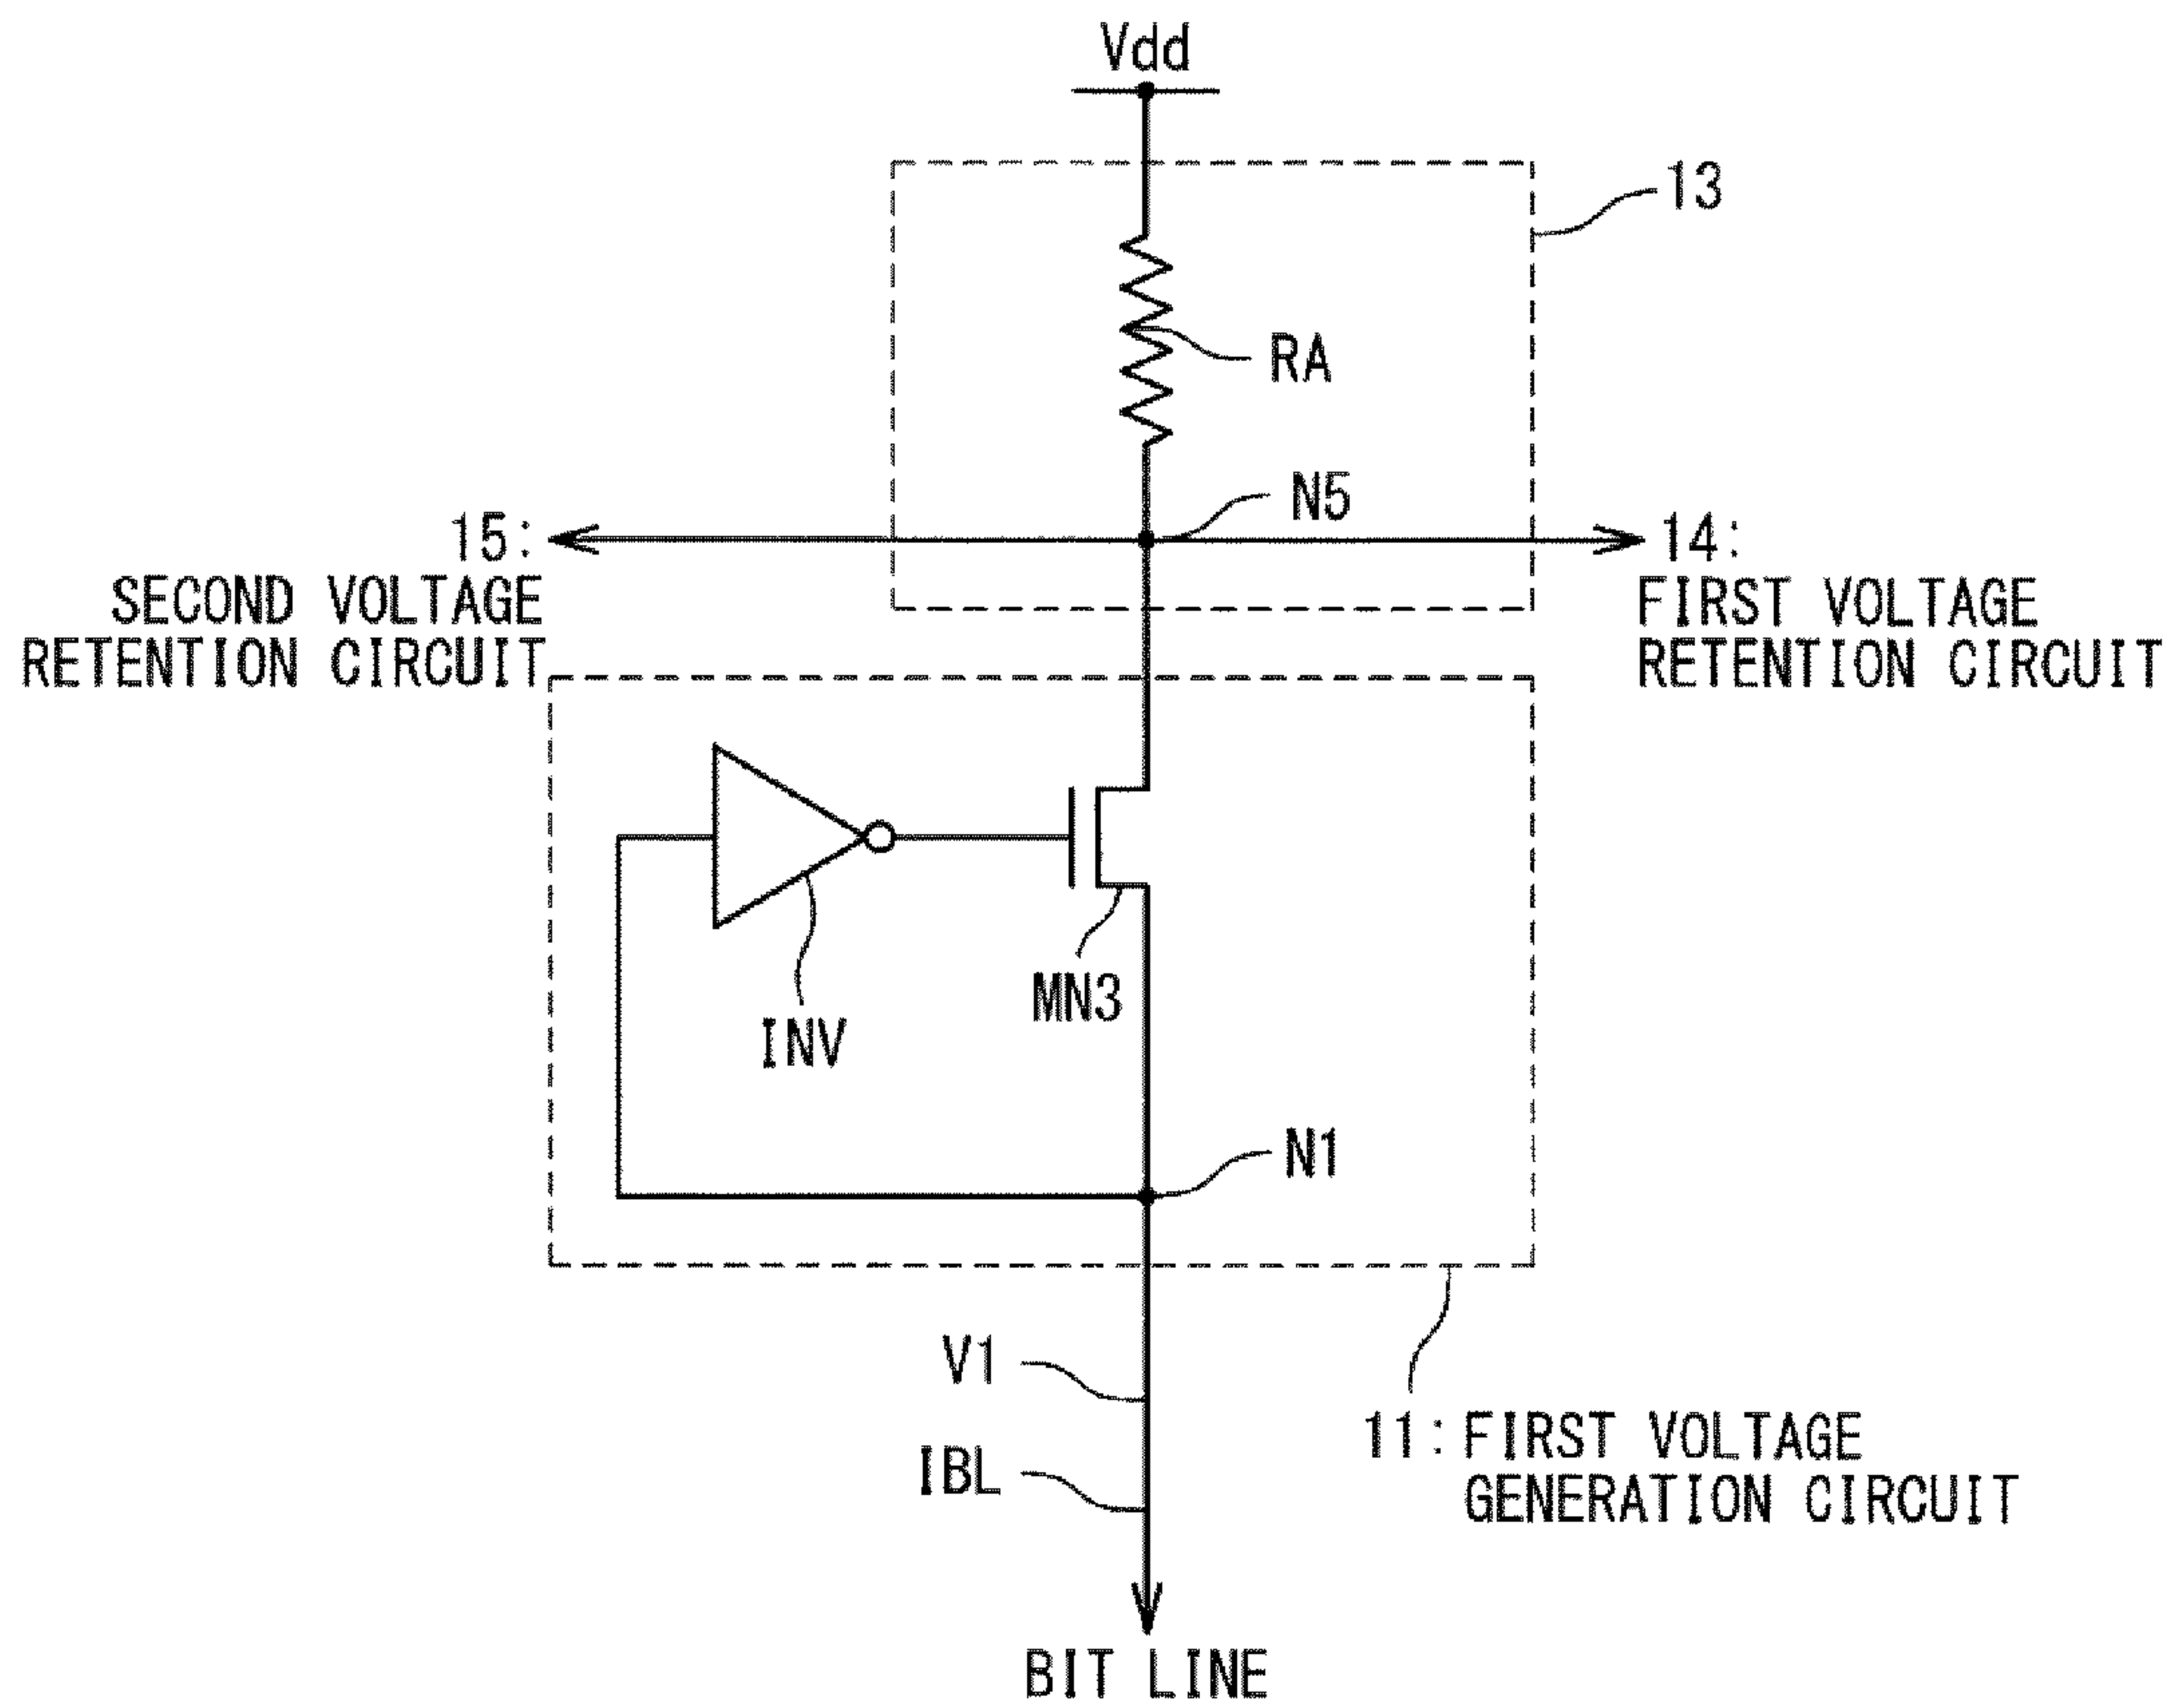 Vdd
13
RA
N5
15:
SECOND VOLTAGE
RETENTION CIRCUIT
14:
FIRST VOLTAGE
RETENTION CIRCUIT
INV
MN3
N1
V1
IBL
11: FIRST VOLTAGE
GENERATION CIRCUIT
BIT LINE